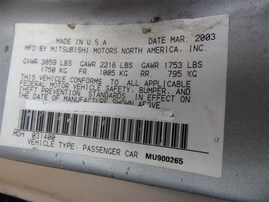 MADE IN U.S.A. DATE MAR. 2003
MFD BY MITSUBISHI MOTORS NORTH AMERICA, INC.
GVWR 3859 LBS GAWR 2216 LBS GAWR 1753 LBS
1750 KG FR 1005 KG RR 795 KG
THIS VEHICLE CONFORMS TO ALL APPLICABLE
FEDERAL MOTOR VEHICLE SAFETY, BUMPER, AND
THEFT PREVENTION STANDARDS IN EFFECT ON
THE DATE OF MANUFACTURE SHOWN ABOVE.
MDH 031400
VEHICLE TYPE: PASSENGER CAR MU900265